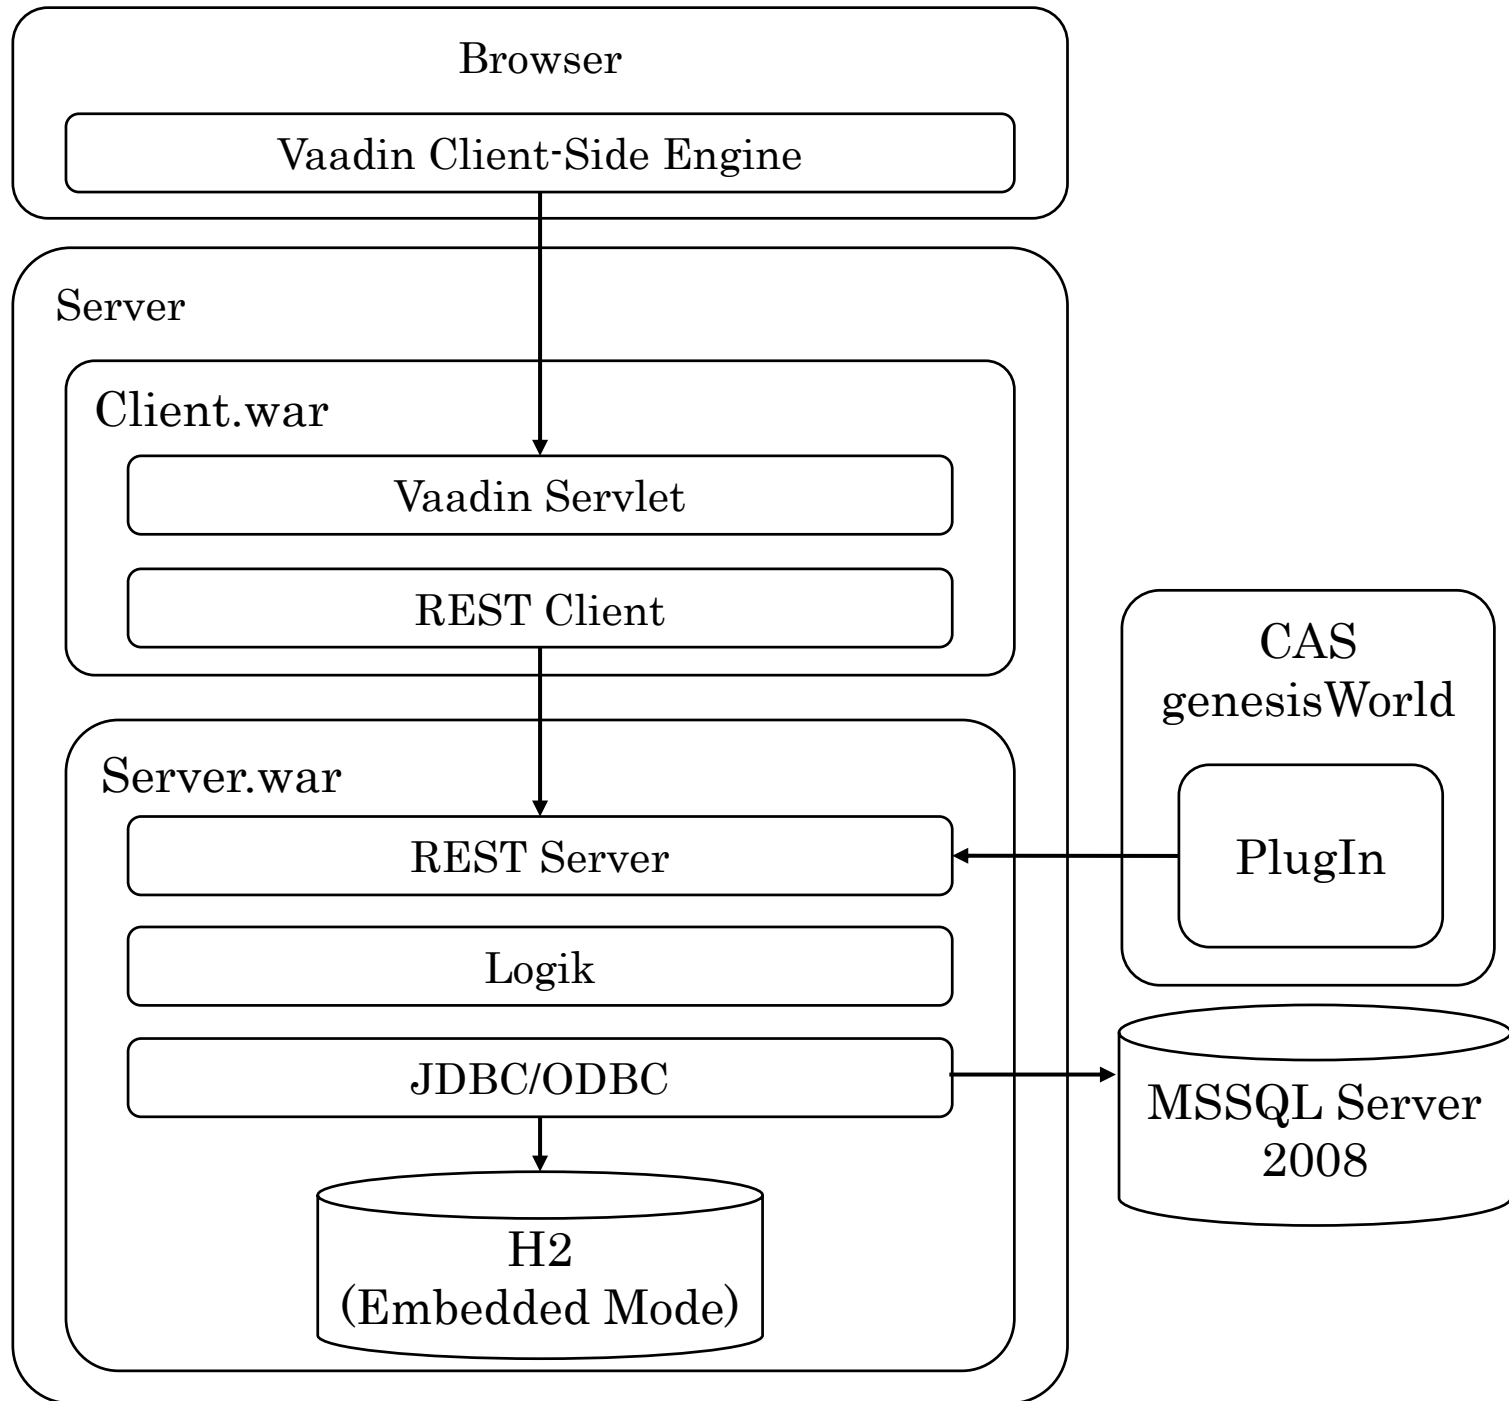 Browser
Vaadin Client-Side Engine
Server
Client.war
Vaadin Servlet
REST Client
Server.war
REST Server
Logik
JDBC/ODBC
H2
(Embedded Mode)
CAS
genesisWorld
PlugIn
MSSQL Server
2008